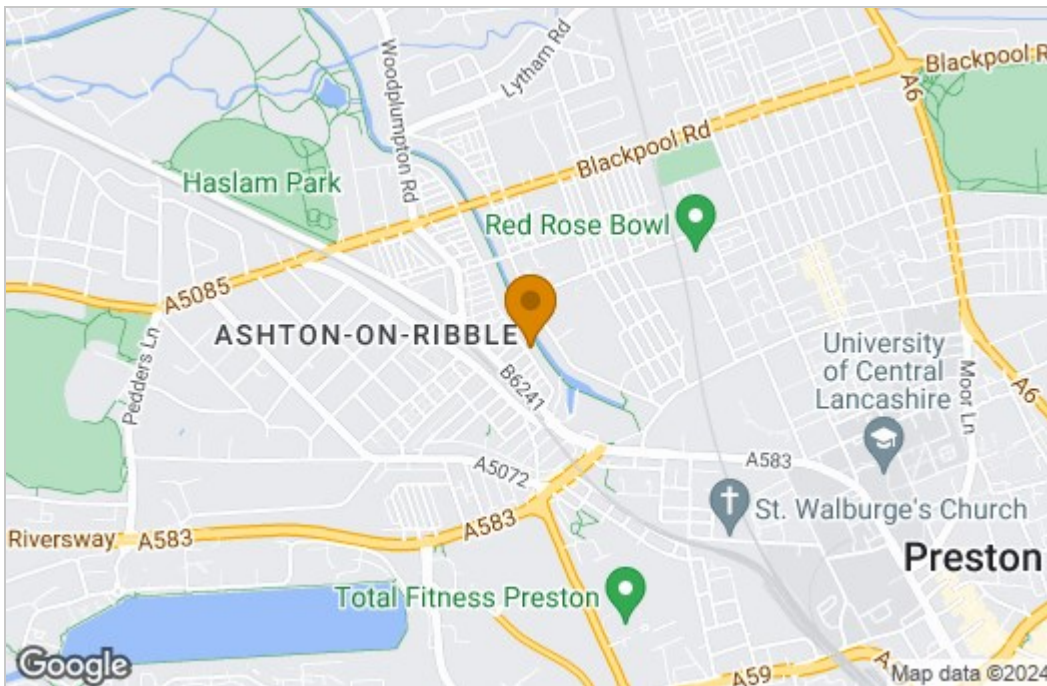 Woodplumpton Rd
Lytham Rd
Blackpool R
A6
Blackpool Rd
Haslam Park
Red Rose Bowl
A5085
ASHTON-ON-RIBBLE
Pedders Ln
B6241
University
of Central
Lancashire
Moor Ln
A6
A583
A5072
St. Walburge's Church
Riversway
A583
A583
Preston
Total Fitness Preston
A59
A
Google
Map data ©2024